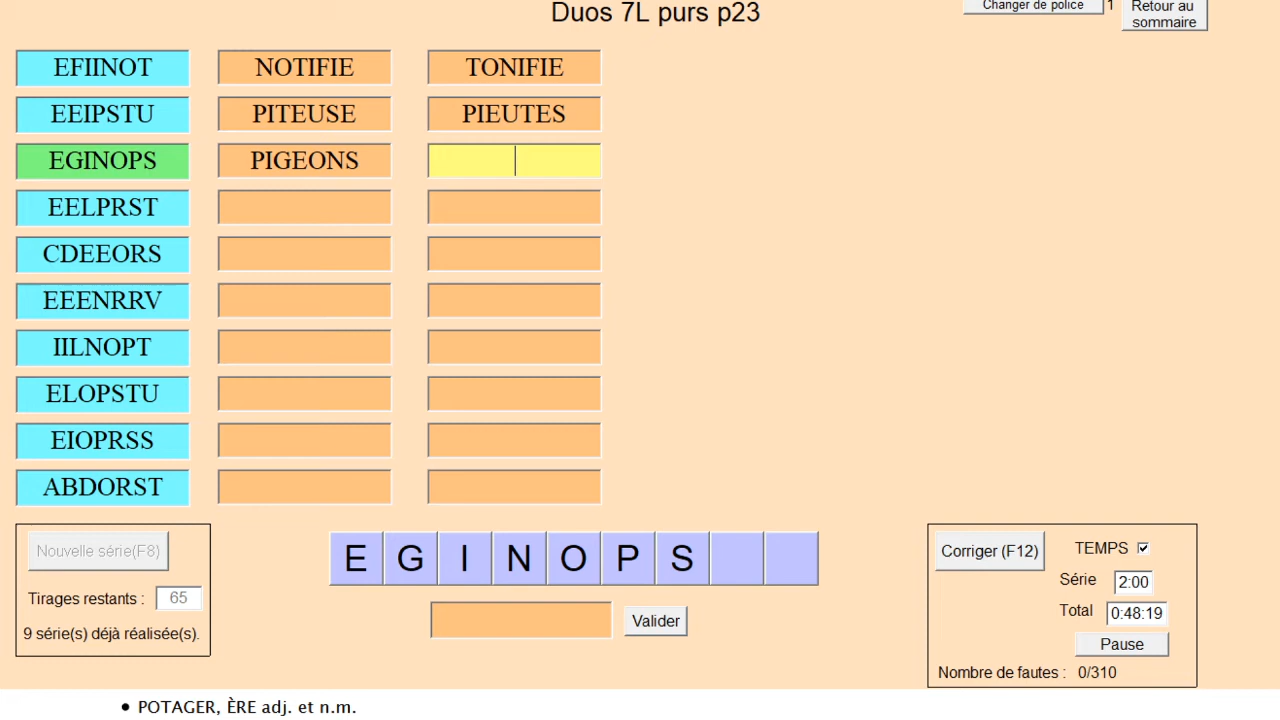 Duos 7L purs p23
Changer de police 1 Retour au sommaire
EFIINOT NOTIFIE TONIFIE
EEIPSTU PITEUSE PIEUTES
EGINOPS PIGEONS
EELPRST
CDEEORS
EEENRRV
IILNOPT
ELOPSTU
EIOPRSS
ABDORST
Nouvelle série(F8)
Tirages restants : 65
9 série(s) déjà réalisée(s).
E G I N O P S
Valider
Corriger (F12) TEMPS
Série 2:00
Total 0:48:19
Pause
Nombre de fautes : 0/310
• POTAGER, ÈRE adj. et n.m.